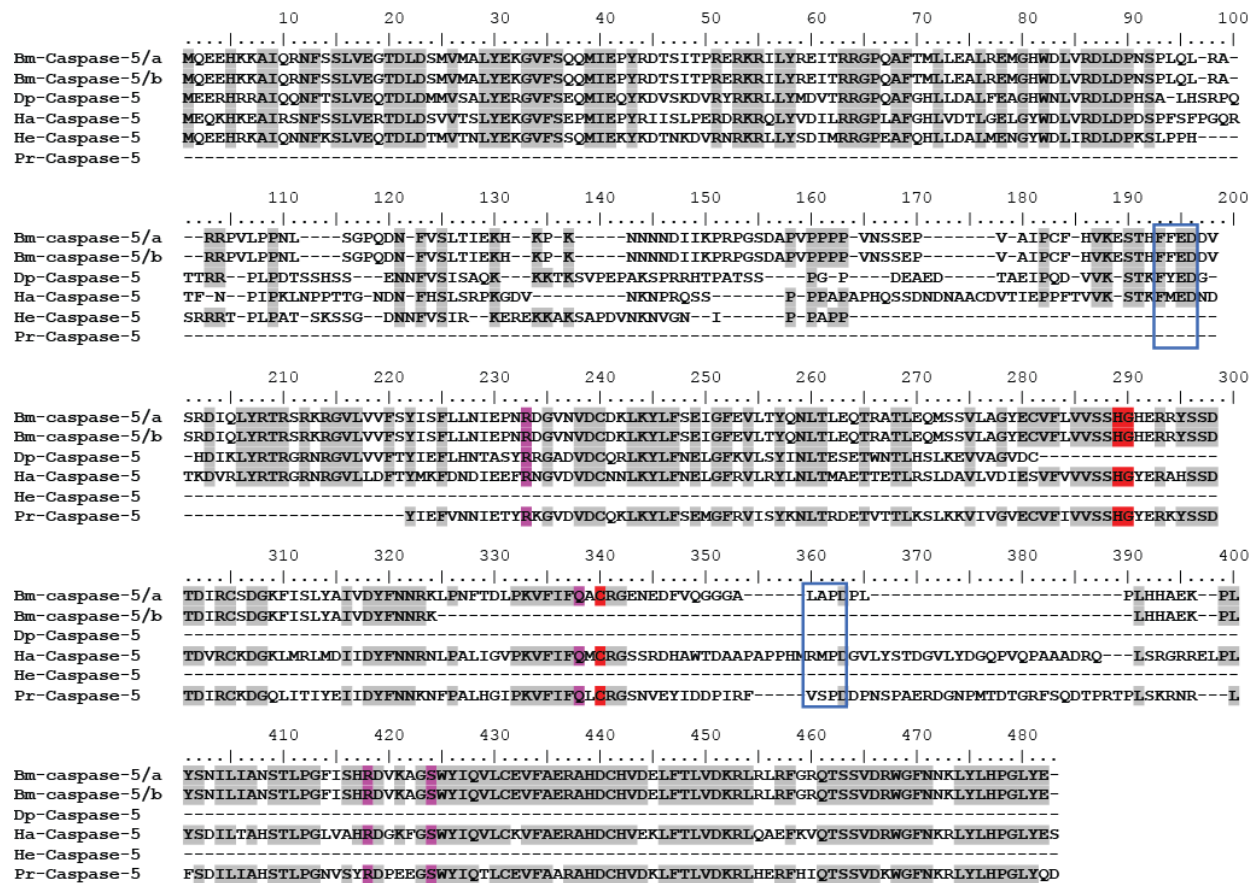 10 20 30 40 50 60 70 80 90 100
Bm-Caspase-5/a MQEEHKKAIQRNFSSLVEGTDLDSMVMALYEKGVFSQQMIEPYRDTSITPRERKRILYREITRRGPQAFTMLLEALREMGHWDLVRDLDPNSPLQL-RA-
Bm-Caspase-5/b MQEEHKKAIQRNFSSLVEGTDLDSMVMALYEKGVFSQQMIEPYRDTSITPRERKRILYREITRRGPQAFTMLLEALREMGHWDLVRDLDPNSPLQL-RA-
Dp-Caspase-5 MEERHRRAIQQNFTSLVEQTDLDMMVSALYERGVFSEQMIEQYKDVSKDVRYRKRLLYMDVTRRGPQAFGHLLDALFEAGHWNLVRDLDPHSA-LHSRPQ
Ha-Caspase-5 MEQKHKEAIRSNFSSLVERTDLDSVVTSLYEKGVFSEPMIEPYRIISLPERDRKRQLYVDILRRGPLAFGHLVDTLGELGYWDLVRDLDPDSPFSFPGQR
He-Caspase-5 MQEEHRKAIQNNFSSLVEQTDLDTMVTNLYEKGVFSQQMIEKYKDTNKDVRNRKRLLYSDIMRRGPEAFQHLLDALMENGYWDLIRDLDPKSLPPH----
Pr-Caspase-5 ----------------------------------------------------------------------------------------------------
110 120 130 140 150 160 170 180 190 200
Bm-caspase-5/a --RRPVLPPNL---SGPQDN-FVSLTIEKH--KP-K----NNNNDIIKPRPGSDAPVPPPP-VNSSEP----V-AIPCF-HVKESTHFFEDDV
Bm-caspase-5/b --RRPVLPPNL---SGPQDN-FVSLTIEKH--KP-K----NNNNDIIKPRPGSDAPVPPPP-VNSSEP----V-AIPCF-HVKESTHFFEDDV
Dp-Caspase-5 TTRR--PLPDTSSHSS--ENNFVSISAQK---KK-KSVPEPAKSPRRHTPATSS---PG-P---DEAED---TAEIPQD-VVK-STKFYEDG-
Ha-Caspase-5 TF-N--PIPKLNPPTTG-NDN-FHSLSRPKGDV---------NKNPRQSS----P-PPAPAPHQSSDNDNAACDVTIEPPFTVVK-STKFMEDND
He-Caspase-5 SRRRT-PLPAT-SKSSG--DNNFVSIR--KEREKKAKSAPDVNKNVGN--I-----P-PAPP-----------------------------------
Pr-Caspase-5 ----------------------------------------------------------------------------------------------------
210 220 230 240 250 260 270 280 290 300
Bm-caspase-5/a SRDIQLYRTRSRKRGVLVVFSYISFLLNIEPNRDGVNVDCDKLKYLFSEIGFEVLTYQNLTLEQTRATLEQMSSVLAGYECVFLVVSSHGHERRYSSD
Bm-caspase-5/b SRDIQLYRTRSRKRGVLVVFSYISFLLNIEPNRDGVNVDCDKLKYLFSEIGFEVLTYQNLTLEQTRATLEQMSSVLAGYECVFLVVSSHGHERRYSSD
Dp-Caspase-5 -HDIKLYRTRGRNRGVLVVFTYIEFLHNTASYRRGADVDCQRLKYLFNELGFKVLSYINLTESETWNTLHSLKEVVAGVDC-----------------
Ha-Caspase-5 TKDVRLYRTRGRNRGVLLDFTYMKFDNDIEEFRNGVDVDCNNLKYLFNELGFRVLRYLNLTMAETTETLRSLDALVLVDIESVFVVVSSHGYERAHSSD
He-Caspase-5 ----------------------------------------------------------------------------------------------------
Pr-Caspase-5 ---------------------YIEFVNNIETYRKGVDVDCQKLKYLFSEMGFRVISYKNLTRDETVTTLKSLKKVIVGVECVFIVVSSHGYERKYSSD
310 320 330 340 350 360 370 380 390 400
Bm-caspase-5/a TDIRCSDGKFISLYAIVDYFNNRKLPNFTDLPKVFIFQACRGENEDFVQGGGA------LAPDPL------------------------PLHHAEK--PL
Bm-caspase-5/b TDIRCSDGKFISLYAIVDYFNNRK-------------------------------------------------------------------LHHAEK--PL
Dp-Caspase-5 ----------------------------------------------------------------------------------------------------
Ha-Caspase-5 TDVRCKDGKLMRLMDIIDYFNNRNLPALIGVPKVFIFQMCRGSSRDHAWTDAAPAPPHMRMPDGVLYSTDGVLYDGQPVQPAAADRQ---LSRGRRELPL
He-Caspase-5 ----------------------------------------------------------------------------------------------------
Pr-Caspase-5 TDIRCKDGQLITIYEIIDYFNNKNFPALHGIPKVFIFQLCRGSNVEYIDDPIRF-----VSPDDPNSPAERDGNPMTDTGRFSQDTPRTPLSKRNR---L
410 420 430 440 450 460 470 480
Bm-caspase-5/a YSNILIANSTLPGFISHRDVKAGSWYIQVLCEVFAERAHDCHVDELFTLVDKRLRLRFGRQTSSVDRWGFNNKLYLHPGLYE-
Bm-caspase-5/b YSNILIANSTLPGFISHRDVKAGSWYIQVLCEVFAERAHDCHVDELFTLVDKRLRLRFGRQTSSVDRWGFNNKLYLHPGLYE-
Dp-Caspase-5 -----------------------------------------------------------------------------------
Ha-Caspase-5 YSDILTAHSTLPGLVAHRDGKFGSWYIQVLCKVFAERAHDCHVEKLFTLVDKRLQAEFKVQTSSVDRWGFNKRLYLHPGLYES
He-Caspase-5 -----------------------------------------------------------------------------------
Pr-Caspase-5 FSDILIAHSTLPGNVSYRDPEEGSWYIQTLCEVFAARAHDCHVDKLFTLVDKRLHERFHIQTSSVDRWGFNKRLYLHPGLYQD